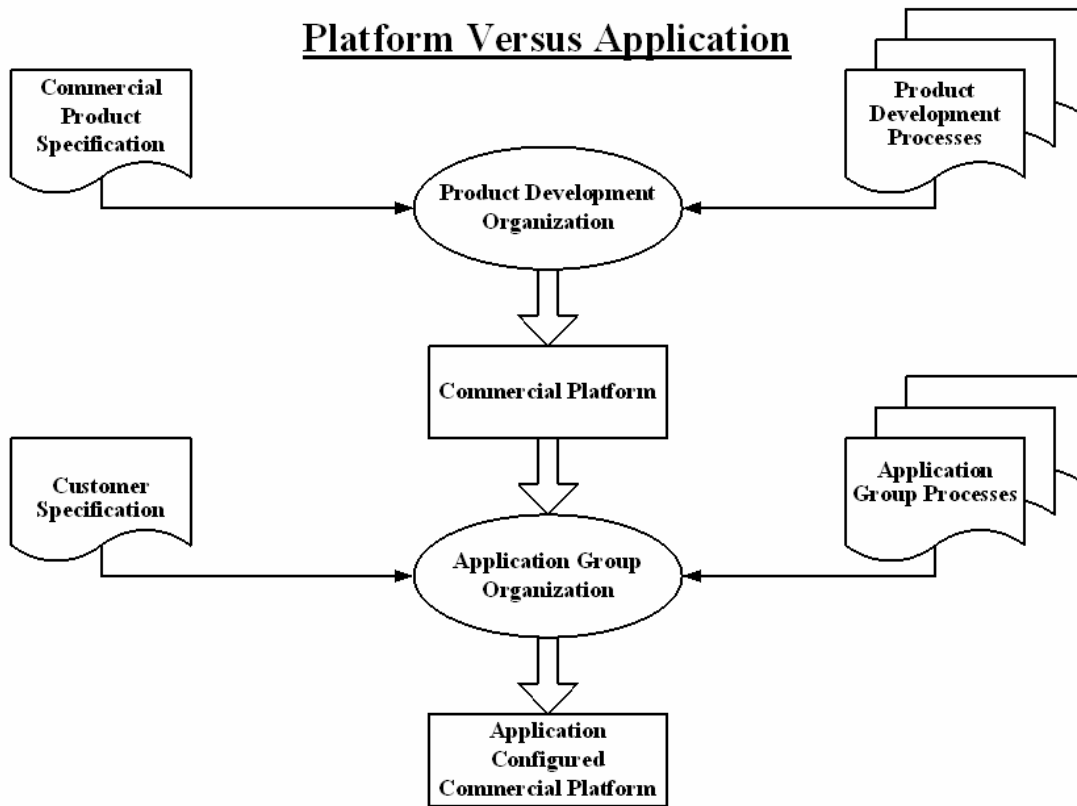 Platform Versus Application
Commercial
Product
Specification
Product
Development
Processes
Product Development
Organization
Commercial Platform
Customer
Specification
Application
Group Processes
Application Group
Organization
Application
Configured
Commercial Platform